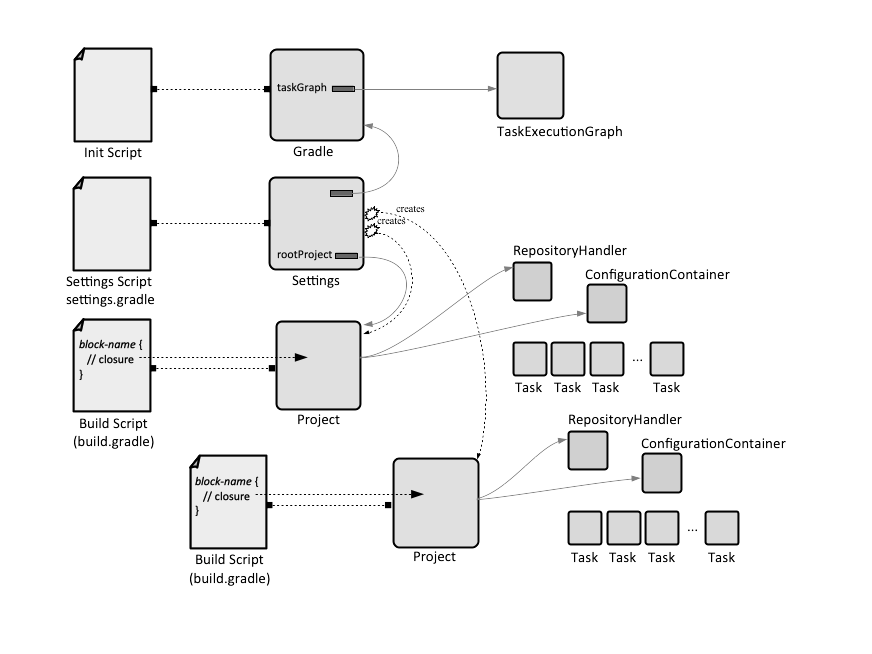 taskGraph
Init Script
Gradle
TaskExecutionGraph
creates
creates
rootProject
Settings Script
settings.gradle
Settings
RepositoryHandler
ConfigurationContainer
block-name {
// closure
}
Task Task Task ... Task
Build Script
(build.gradle)
Project
RepositoryHandler
ConfigurationContainer
block-name {
// closure
}
Task Task Task ... Task
Build Script
(build.gradle)
Project